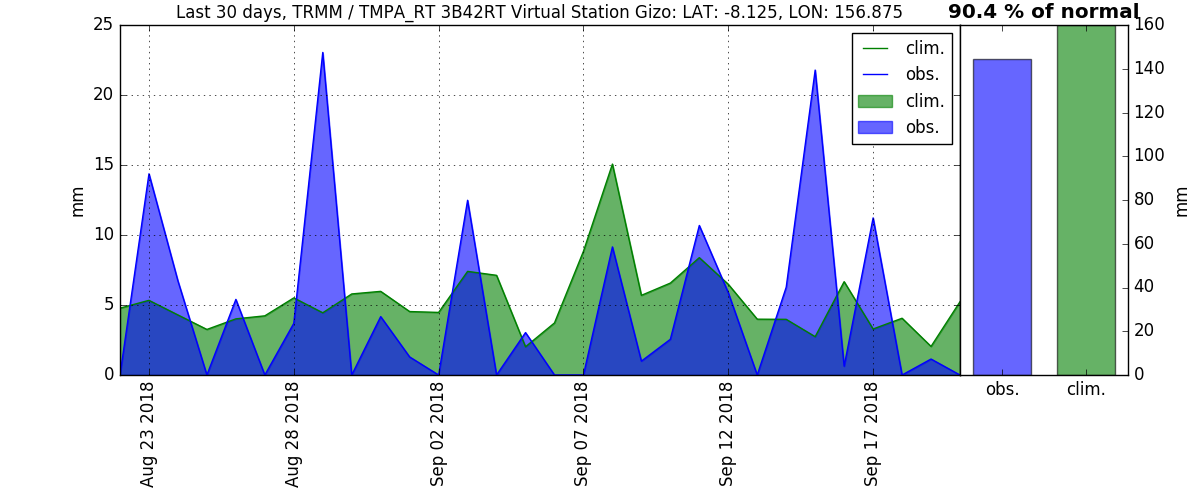 Last 30 days, TRMM / TMPA_RT 3B42RT Virtual Station Gizo: LAT: -8.125, LON: 156.875
90.4 % of normal
25
20
15
10
5
0
mm
clim.
obs.
clim.
obs.
160
140
120
100
80
60
40
20
0
mm
obs.
clim.
Aug 23 2018
Aug 28 2018
Sep 02 2018
Sep 07 2018
Sep 12 2018
Sep 17 2018